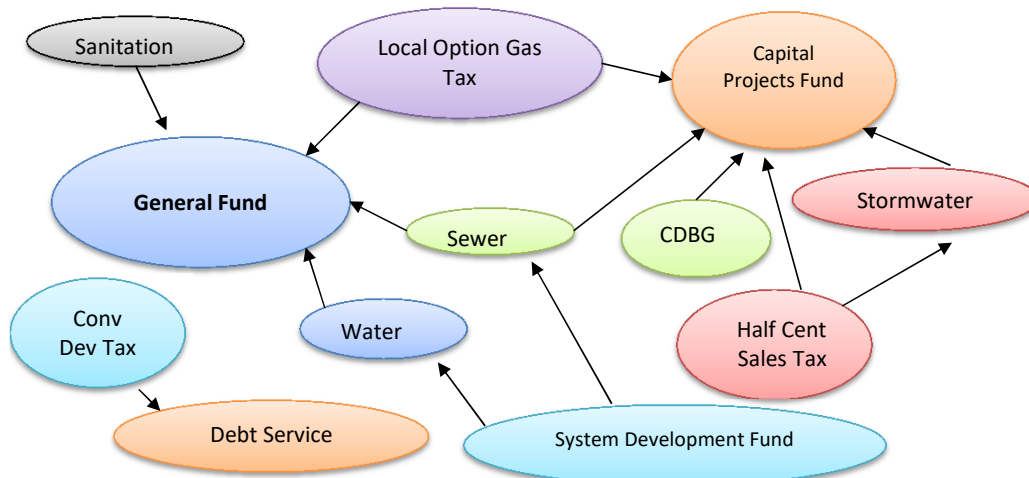 Sanitation
Local Option Gas
Tax
Capital
Projects Fund
General Fund
Sewer
CDBG
Stormwater
Conv
Dev Tax
Water
Half Cent
Sales Tax
Debt Service
System Development Fund